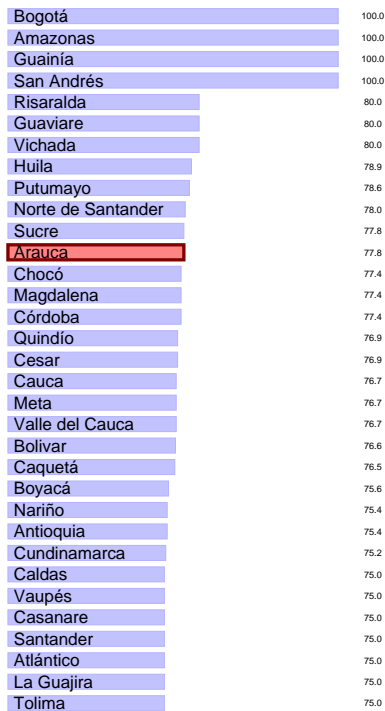 Bogotá 100.0
Amazonas 100.0
Guainía 100.0
San Andrés 100.0
Risaralda 80.0
Guaviare 80.0
Vichada 80.0
Huila 78.9
Putumayo 78.6
Norte de Santander 78.0
Sucre 77.8
Arauca 77.8
Chocó 77.4
Magdalena 77.4
Córdoba 77.4
Quindío 76.9
Cesar 76.9
Cauca 76.7
Meta 76.7
Valle del Cauca 76.7
Bolivar 76.6
Caquetá 76.5
Boyacá 75.6
Nariño 75.4
Antioquia 75.4
Cundinamarca 75.2
Caldas 75.0
Vaupés 75.0
Casanare 75.0
Santander 75.0
Atlántico 75.0
La Guajira 75.0
Tolima 75.0